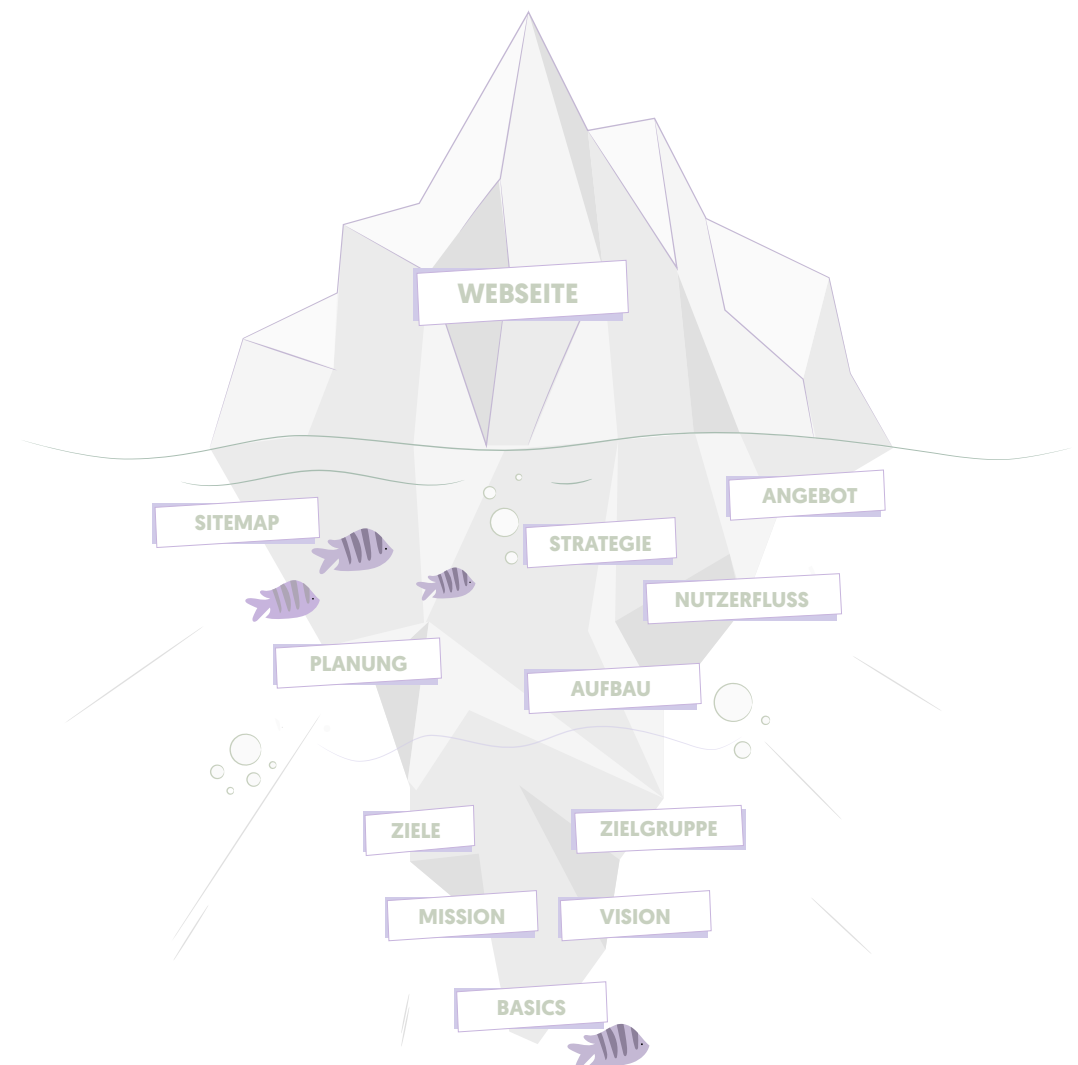 WEBSEITE
ANGEBOT
SITEMAP
STRATEGIE
NUTZERFLUSS
PLANUNG
AUFBAU
ZIELE
ZIELGRUPPE
MISSION
VISION
BASICS